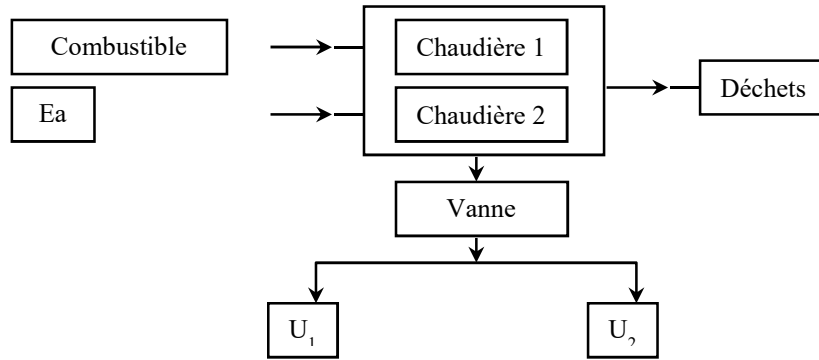 Combustible
Chaudière 1
Ea
Chaudière 2
Déchets
Vanne
U₁
U₂